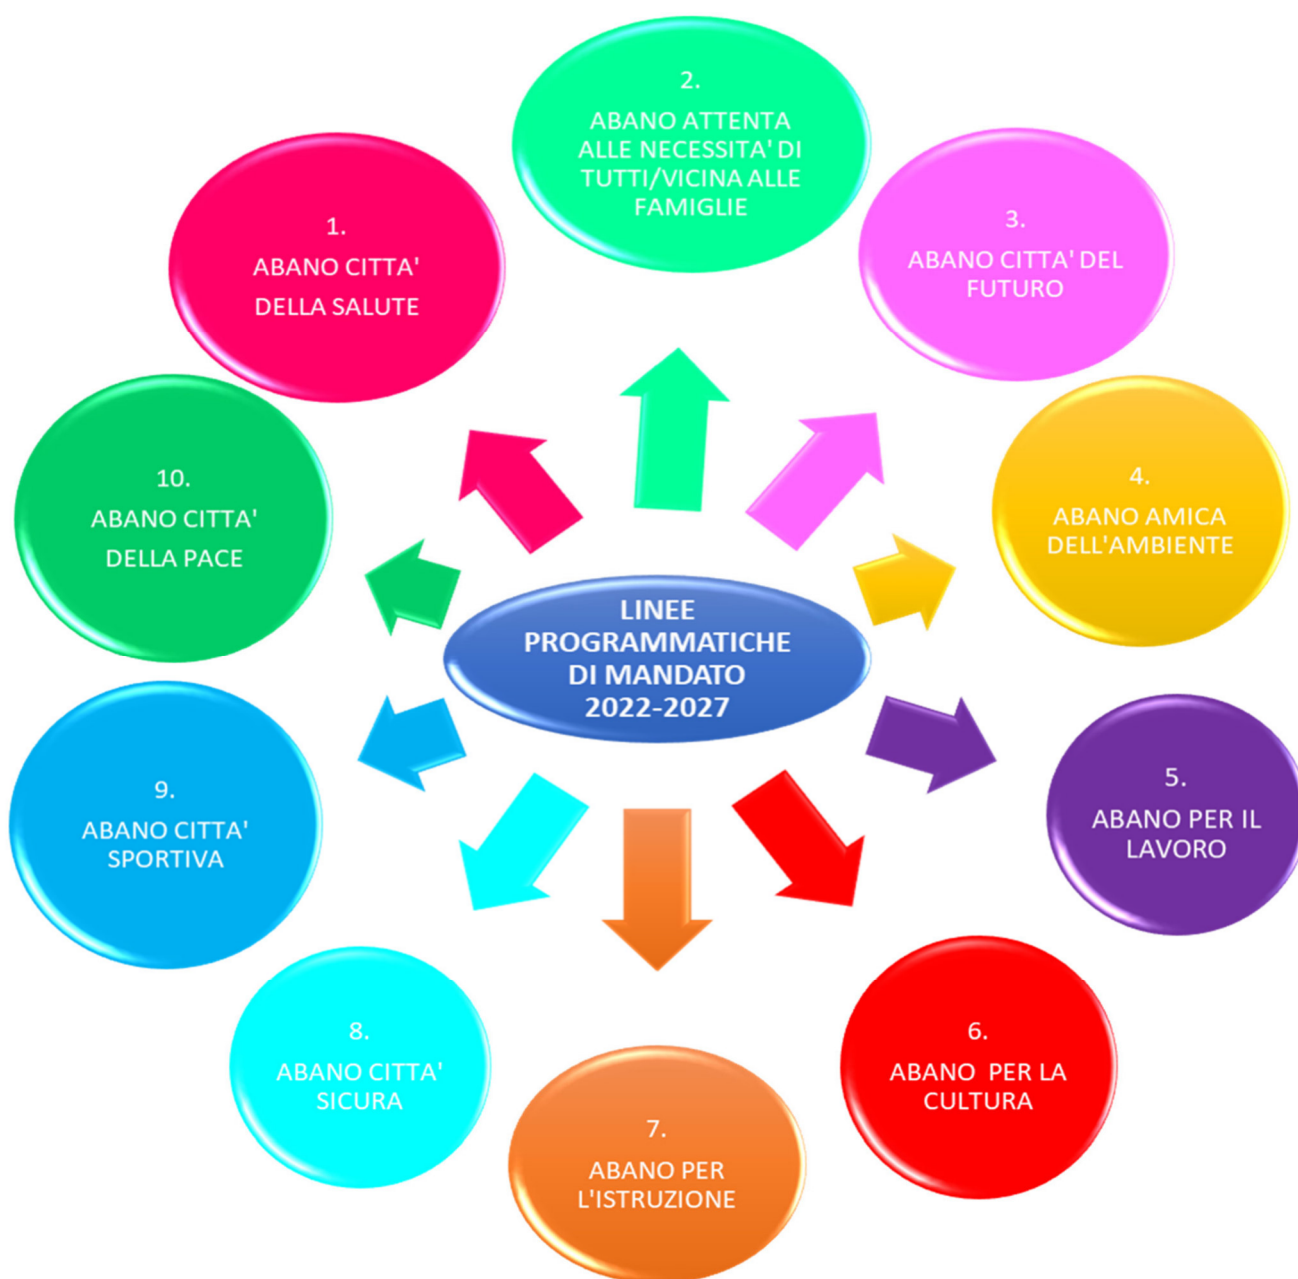 LINEE
PROGRAMMATICHE
DI MANDATO
2022-2027
1.
ABANO CITTA'
DELLA SALUTE
2.
ABANO ATTENTA
ALLE NECESSITA' DI
TUTTI/VICINA ALLE
FAMIGLIE
3.
ABANO CITTA' DEL
FUTURO
4.
ABANO AMICA
DELL'AMBIENTE
5.
ABANO PER IL
LAVORO
6.
ABANO  PER LA
CULTURA
7.
ABANO PER
L'ISTRUZIONE
8.
ABANO CITTA'
SICURA
9.
ABANO CITTA'
SPORTIVA
10.
ABANO CITTA'
DELLA PACE